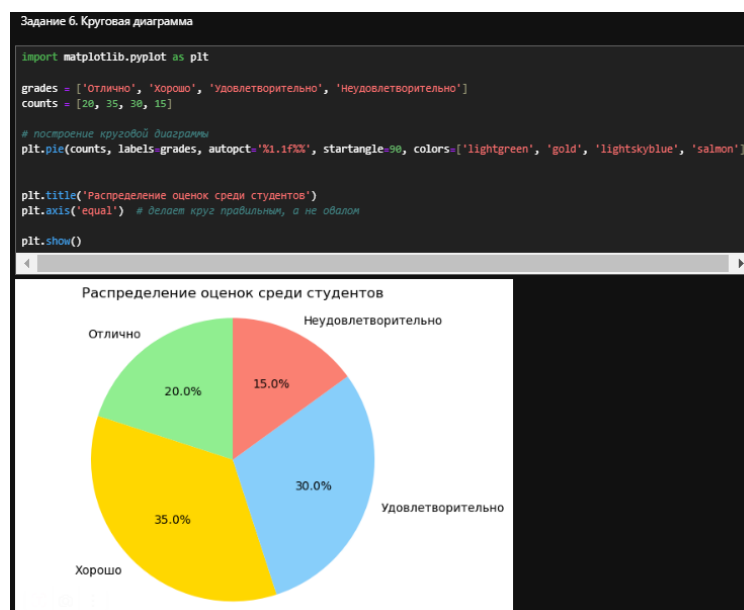 Задание 6. Круговая диаграмма
import matplotlib.pyplot as plt
grades = ['Отлично', 'Хорошо', 'Удовлетворительно', 'Неудовлетворительно']
counts = [20, 35, 30, 15]
# построение круговой диаграммы
plt.pie(counts, labels=grades, autopct='%1.1f%%', startangle=90, colors=['lightgreen', 'gold', 'lightskyblue', 'salmon']
plt.title('Распределение оценок среди студентов')
plt.axis('equal')  # делает круг правильным, а не овалом
plt.show()
Распределение оценок среди студентов
Неудовлетворительно
Отлично
15.0%
20.0%
30.0%
Удовлетворительно
35.0%
Хорошо